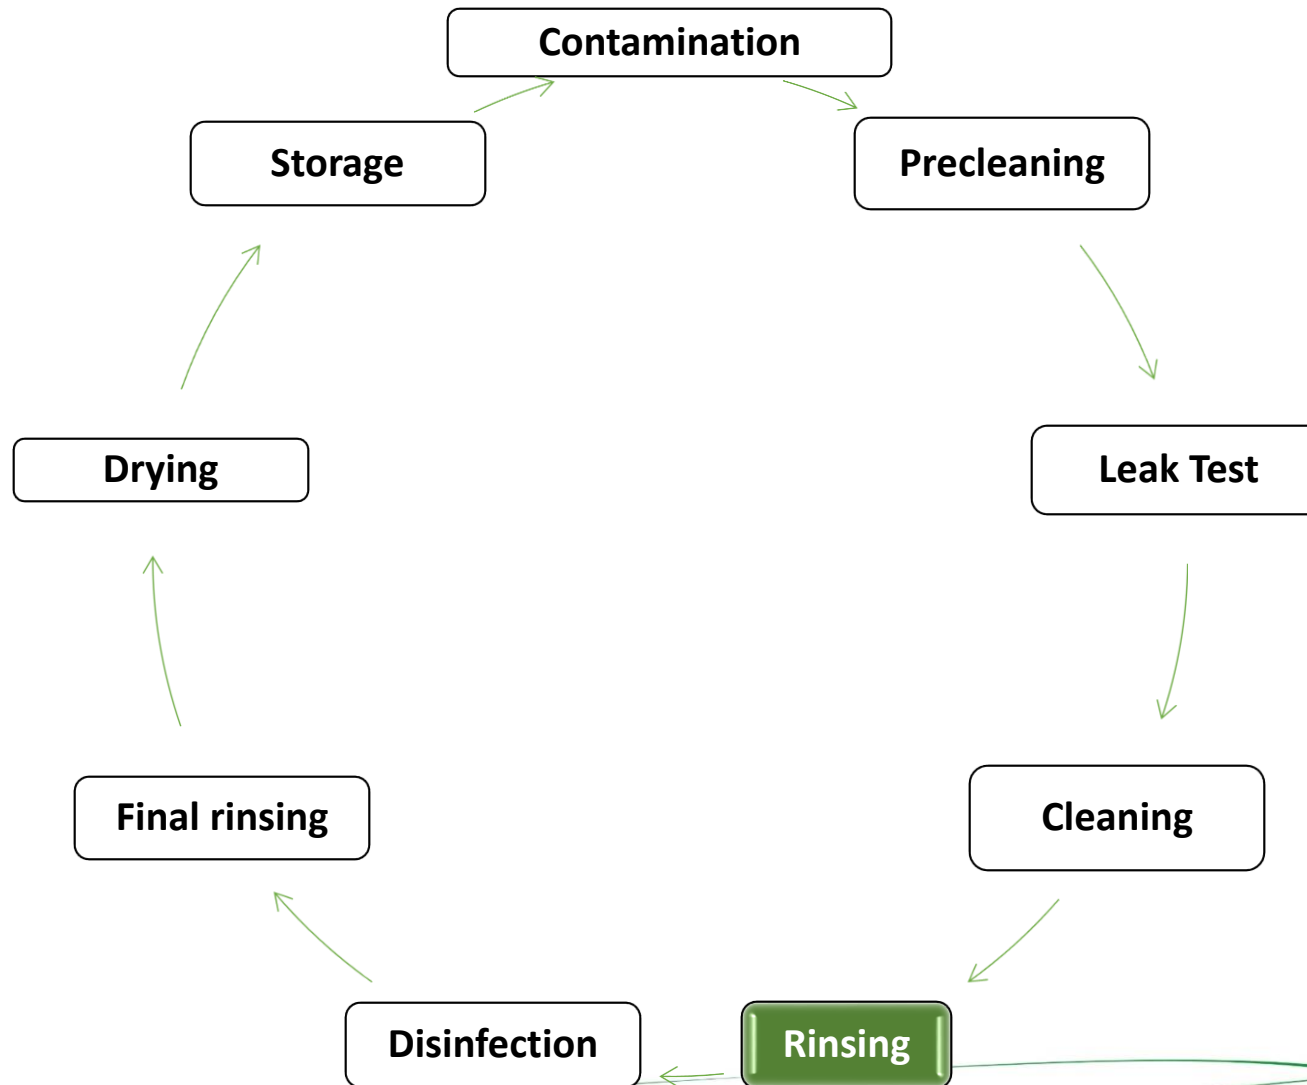 Contamination
Precleaning
Leak Test
Cleaning
Rinsing
Disinfection
Final rinsing
Drying
Storage